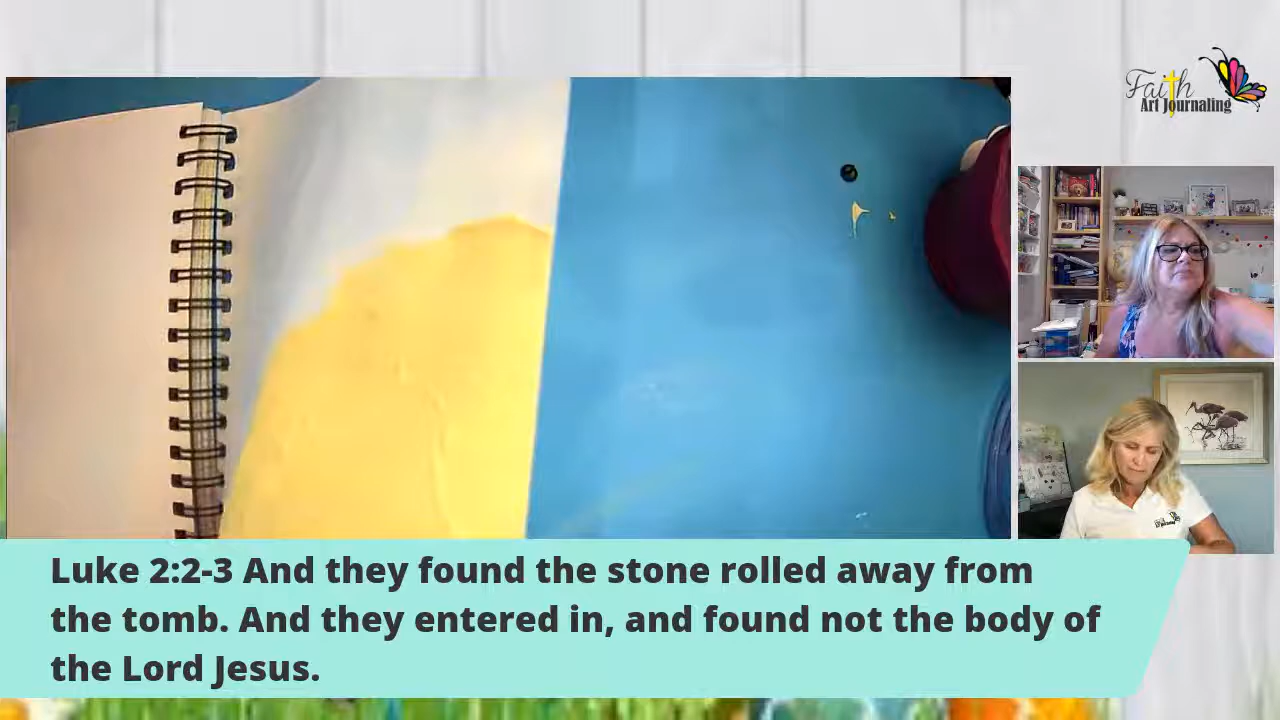 Faith
Art Journaling
Luke 2:2-3 And they found the stone rolled away from
the tomb. And they entered in, and found not the body of
the Lord Jesus.